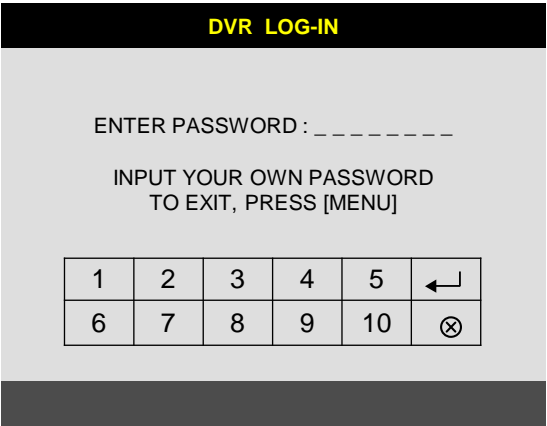 DVR LOG-IN
ENTER PASSWORD : _ _ _ _ _ _ _ _
INPUT YOUR OWN PASSWORD
TO EXIT, PRESS [MENU]
1 2 3 4 5
6 7 8 9 10